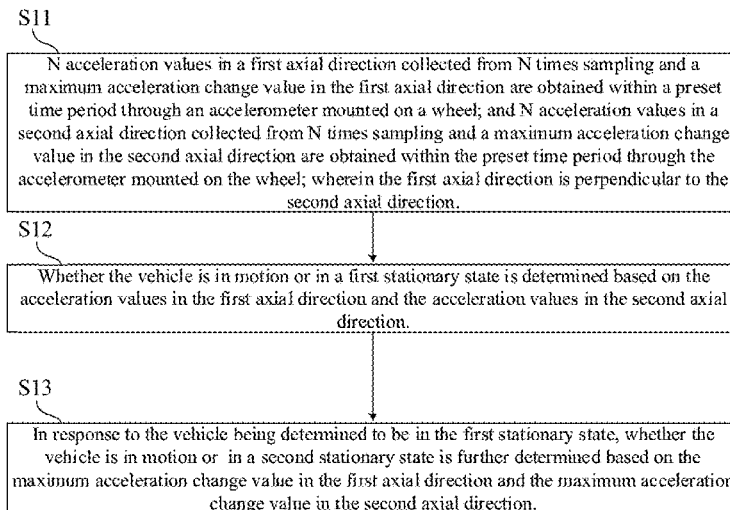 S11
N acceleration values in a first axial direction collected from N times sampling and a
maximum acceleration change value in the first axial direction are obtained within a preset
time period through an accelerometer mounted on a wheel; and N acceleration values in a
second axial direction collected from N times sampling and a maximum acceleration change
value in the second axial direction are obtained within the preset time period through the
accelerometer mounted on the wheel; wherein the first axial direction is perpendicular to the
second axial direction.
S12
Whether the vehicle is in motion or in a first stationary state is determined based on the
acceleration values in the first axial direction and the acceleration values in the second axial
direction.
S13
In response to the vehicle being determined to be in the first stationary state, whether the
vehicle is in motion or in a second stationary state is further determined based on the
maximum acceleration change value in the first axial direction and the maximum acceleration
change value in the second axial direction.